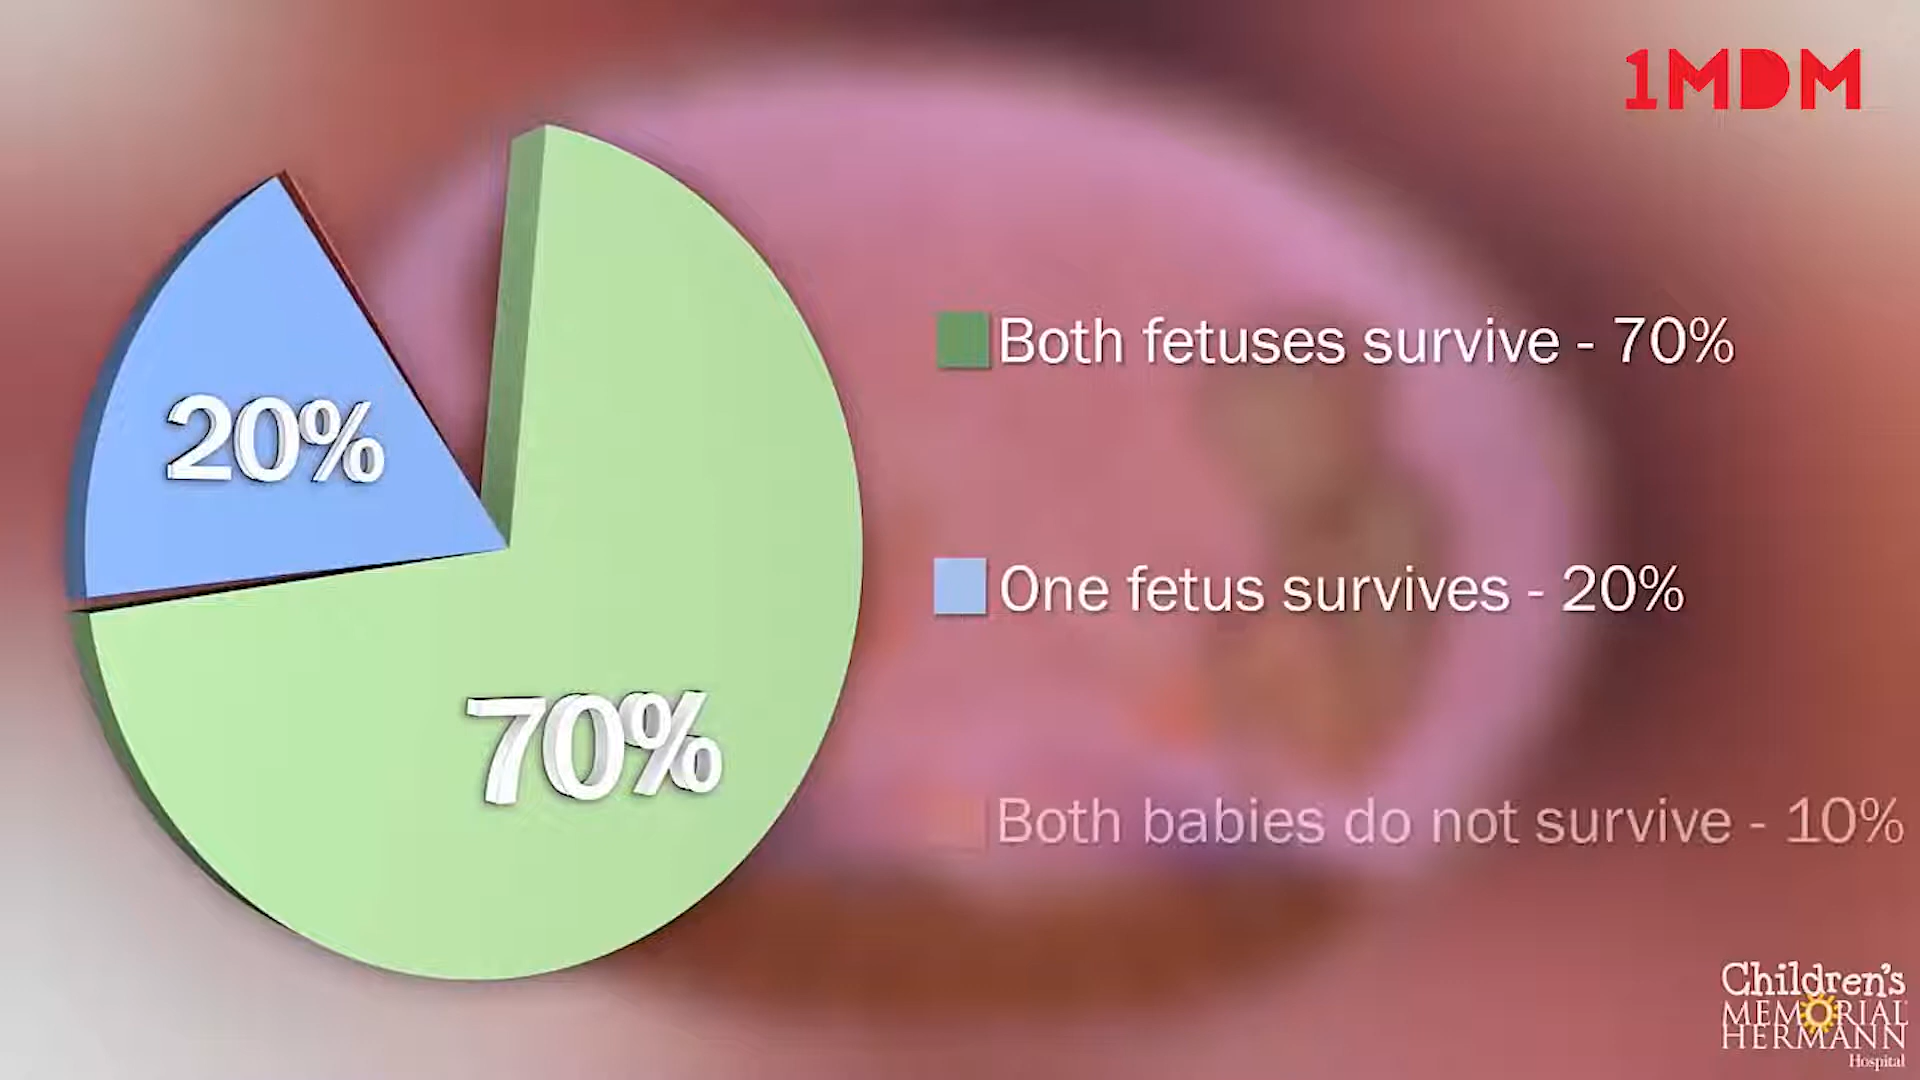 1MDM
20%
70%
Both fetuses survive - 70%
One fetus survives - 20%
Both babies do not survive - 10%
Children's
MEMORIAL
HERMANN
Hospital